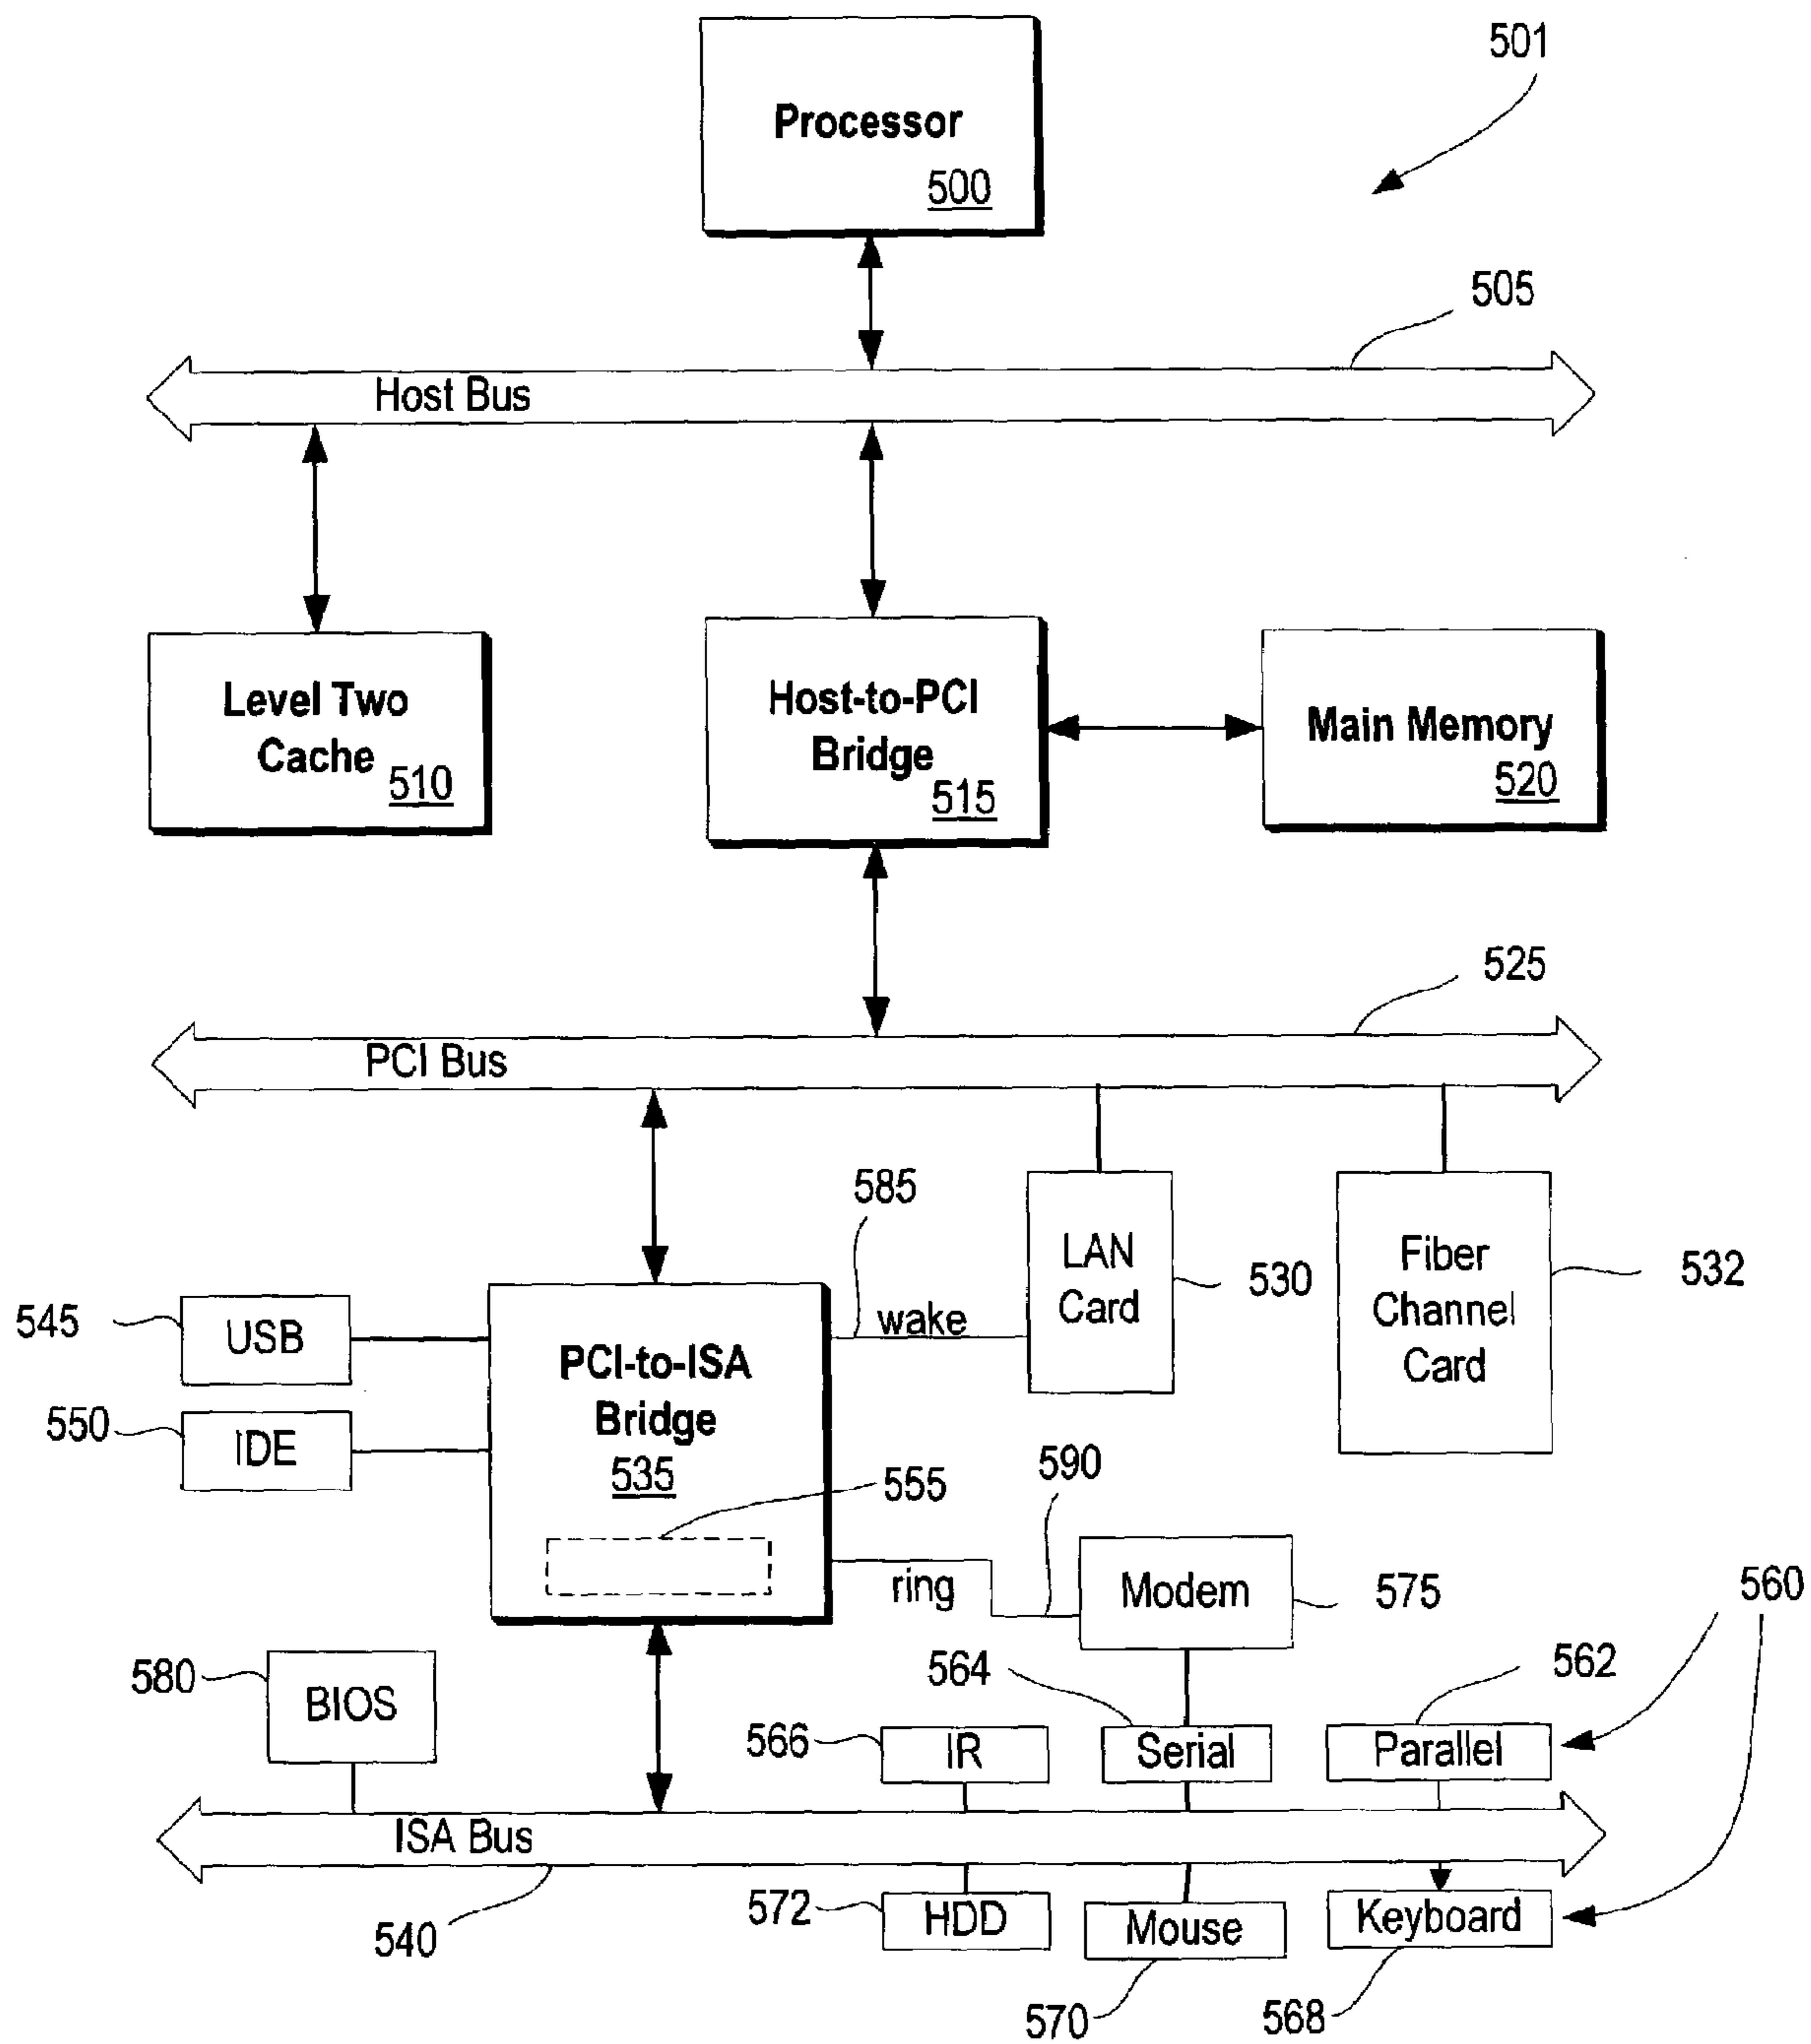 501
Processor
500
505
Host Bus
Level Two
Cache
510
Host-to-PCI
Bridge
515
Main Memory
520
525
PCI Bus
585
LAN
Card
530
Fiber
Channel
Card
532
545
USB
wake
PCI-to-ISA
Bridge
535
550
IDE
555
590
ring
Modem
575
560
580
BIOS
564
562
566
IR
Serial
Parallel
ISA Bus
540
572
HDD
Mouse
Keyboard
570
568